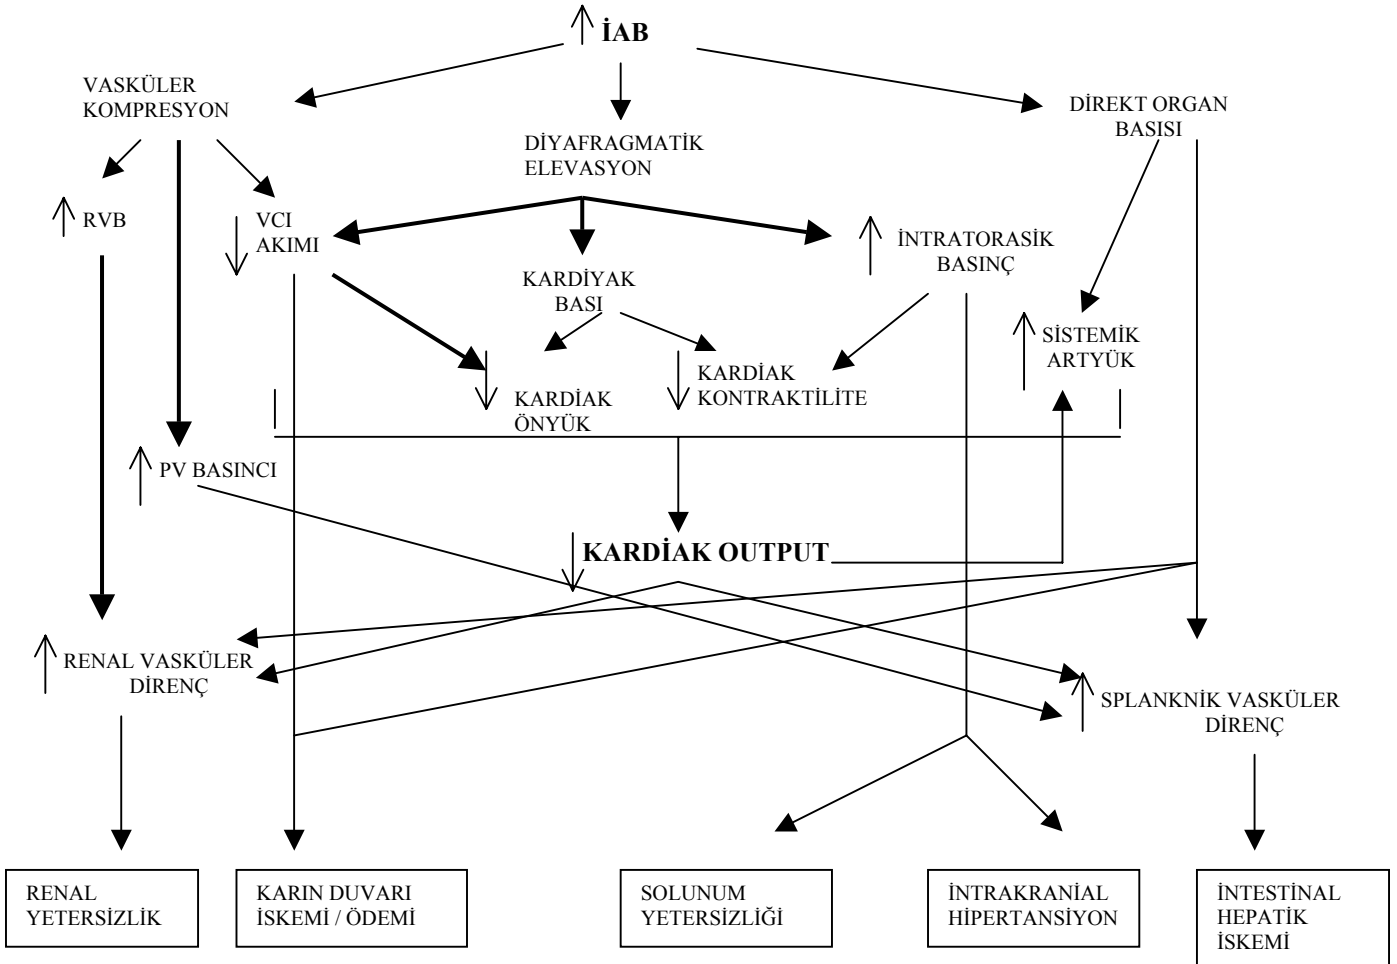 İAB
VASKÜLER
KOMPRESYON
DİREKT ORGAN
BASISI
DİYAFRAGMATİK
ELEVASYON
RVB
VCI
AKIMI
İNTRATORASİK
BASINÇ
KARDİYAK
BASI
SİSTEMİK
ARTYÜK
KARDİAK
KONTRAKTİLİTE
KARDİAK
ÖNYÜK
PV BASINCI
KARDİAK OUTPUT
RENAL VASKÜLER
DİRENÇ
SPLANKNİK VASKÜLER
DİRENÇ
RENAL
YETERSİZLİK
KARIN DUVARI
İSKEMİ / ÖDEMİ
SOLUNUM
YETERSİZLİĞİ
İNTRAKRANIAL
HİPERTANSİYON
İNTESTİNAL
HEPATİK
İSKEMİ